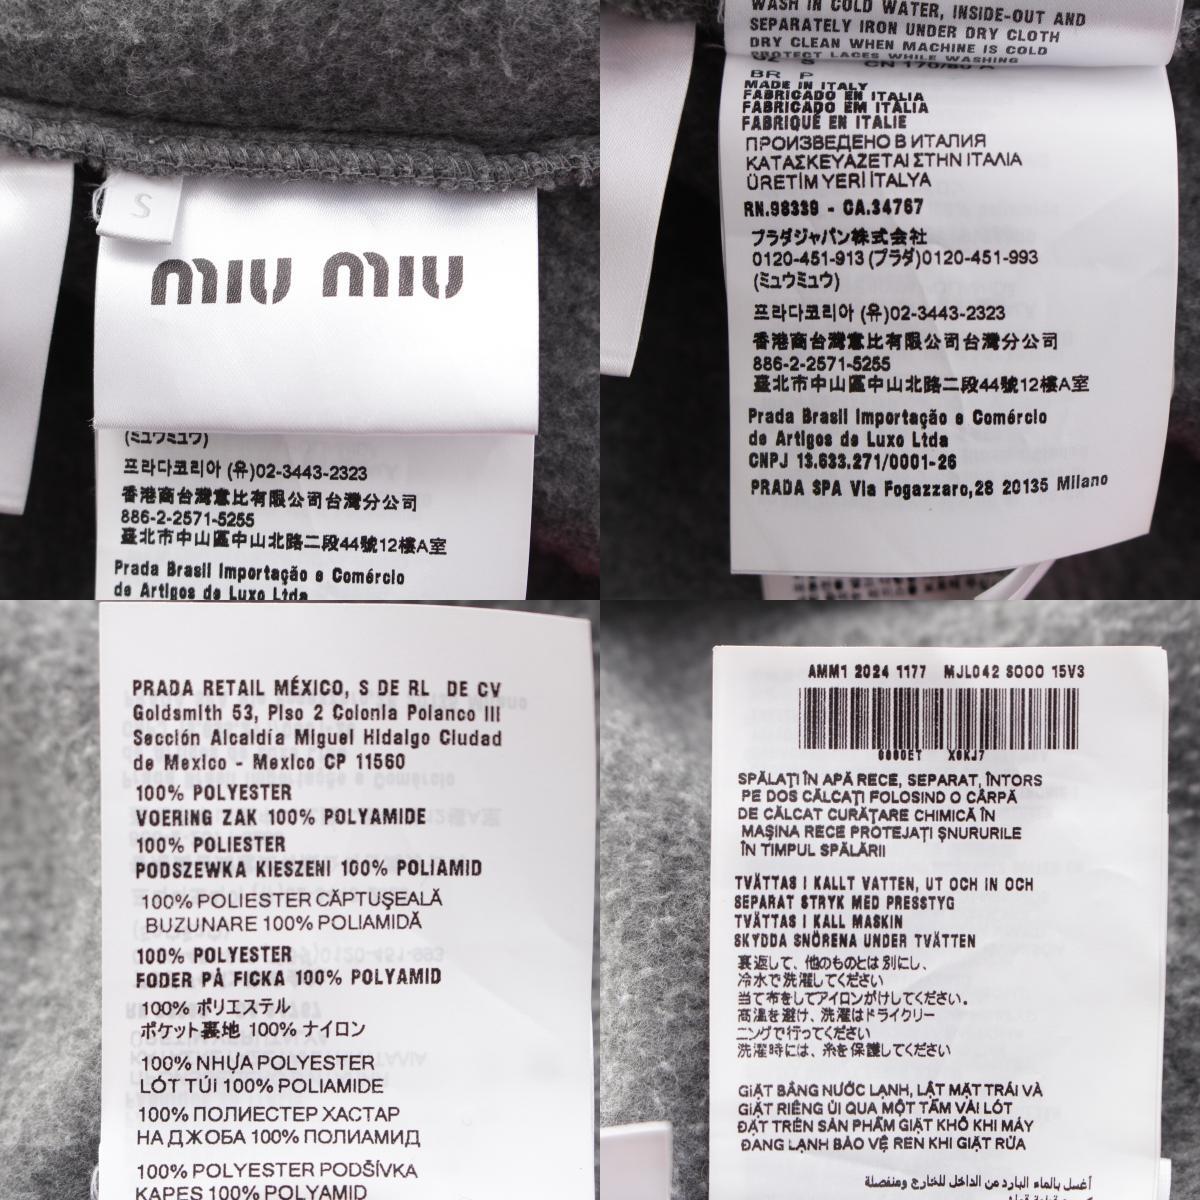 S
miu miu
(ミュウミュウ)
프라다코리아 (유)02-3443-2323
香港商台灣意比有限公司台灣分公司
886-2-2571-5255
臺北市中山區中山北路二段44號12樓A室
Prada Brasil Importação e Comércio
de Artigos de Luxo Ltda
WASH IN COLD WATER, INSIDE-OUT AND
SEPARATELY IRON UNDER DRY CLOTH
DRY CLEAN WHEN MACHINE IS COLD
PROTECT LACES WHILE WASHING
S CN 170/80 A
BR P
MADE IN ITALY
FABRICADO EN ITALIA
FABRICADO EM ITÁLIA
FABRIQUÉ EN ITALIE
ПРОИЗВЕДЕНО В ИТАЛИЯ
ΚΑΤΑΣΚΕΥΑΖΕΤΑΙ ΣΤΗΝ ΙΤΑΛΙΑ
ÜRETİM YERİ İTALYA
RN.98339 - CA.34767
プラダジャパン株式会社
0120-451-913 (プラダ)0120-451-993
(ミュウミュウ)
프라다코리아 (유)02-3443-2323
香港商台灣意比有限公司台灣分公司
886-2-2571-5255
臺北市中山區中山北路二段44號12樓A室
Prada Brasil Importação e Comércio
de Artigos de Luxo Ltda
CNPJ 13.633.271/0001-26
PRADA SPA Via Fogazzaro,28 20135 Milano
PRADA RETAIL MÉXICO, S DE RL DE CV
Goldsmith 53, Piso 2 Colonia Polanco III
Sección Alcaldía Miguel Hidalgo Ciudad
de Mexico - Mexico CP 11560
100% POLYESTER
VOERING ZAK 100% POLYAMIDE
100% POLIESTER
PODSZEWKA KIESZENI 100% POLIAMID
100% POLIESTER CĂPTUȘEALĂ
BUZUNARE 100% POLIAMIDĂ
100% POLYESTER
FODER PÅ FICKA 100% POLYAMID
100% ポリエステル
ポケット裏地 100% ナイロン
100% NHỰA POLYESTER
LÓT TÚI 100% POLIAMIDE
100% ПОЛИЕСТЕР ХАСТАР
НА ДЖОБА 100% ПОЛИАМИД
100% POLYESTER PODŠÍVKA
KAPES 100% POLYAMID
AMM1 2024 1177 MJL042 S000 15V3
X6KJ7
SPĂLAȚI ÎN APĂ RECE, SEPARAT, ÎNTORS
PE DOS CĂLCAȚI FOLOSIND O CÂRPĂ
DE CĂLCAT CURĂȚARE CHIMICĂ ÎN
MAȘINA RECE PROTEJAȚI ȘNURURILE
ÎN TIMPUL SPĂLĂRII
TVÄTTAS I KALLT VATTEN, UT OCH IN OCH
SEPARAT STRYK MED PRESSTYG
TVÄTTAS I KALL MASKIN
SKYDDA SNÖRENA UNDER TVÄTTEN
裏返して、他のものとは別にし、
冷水で洗濯してください
当て布をしてアイロンがけしてください。
高温を避け、洗濯はドライクリー
ニングで行ってください
洗濯時には、糸を保護してください
GIẶT BẰNG NƯỚC LẠNH, LẬT MẶT TRÁI VÀ
GIẶT RIÊNG ỦI QUA MỘT TẤM VẢI LÓT
ĐẶT TRÊN SẢN PHẨM GIẶT KHÔ KHI MÁY
ĐANG LẠNH BẢO VỆ REN KHI GIẶT RỬA
أغسل بالماء البارد من الداخل للخارج ومنفصلة